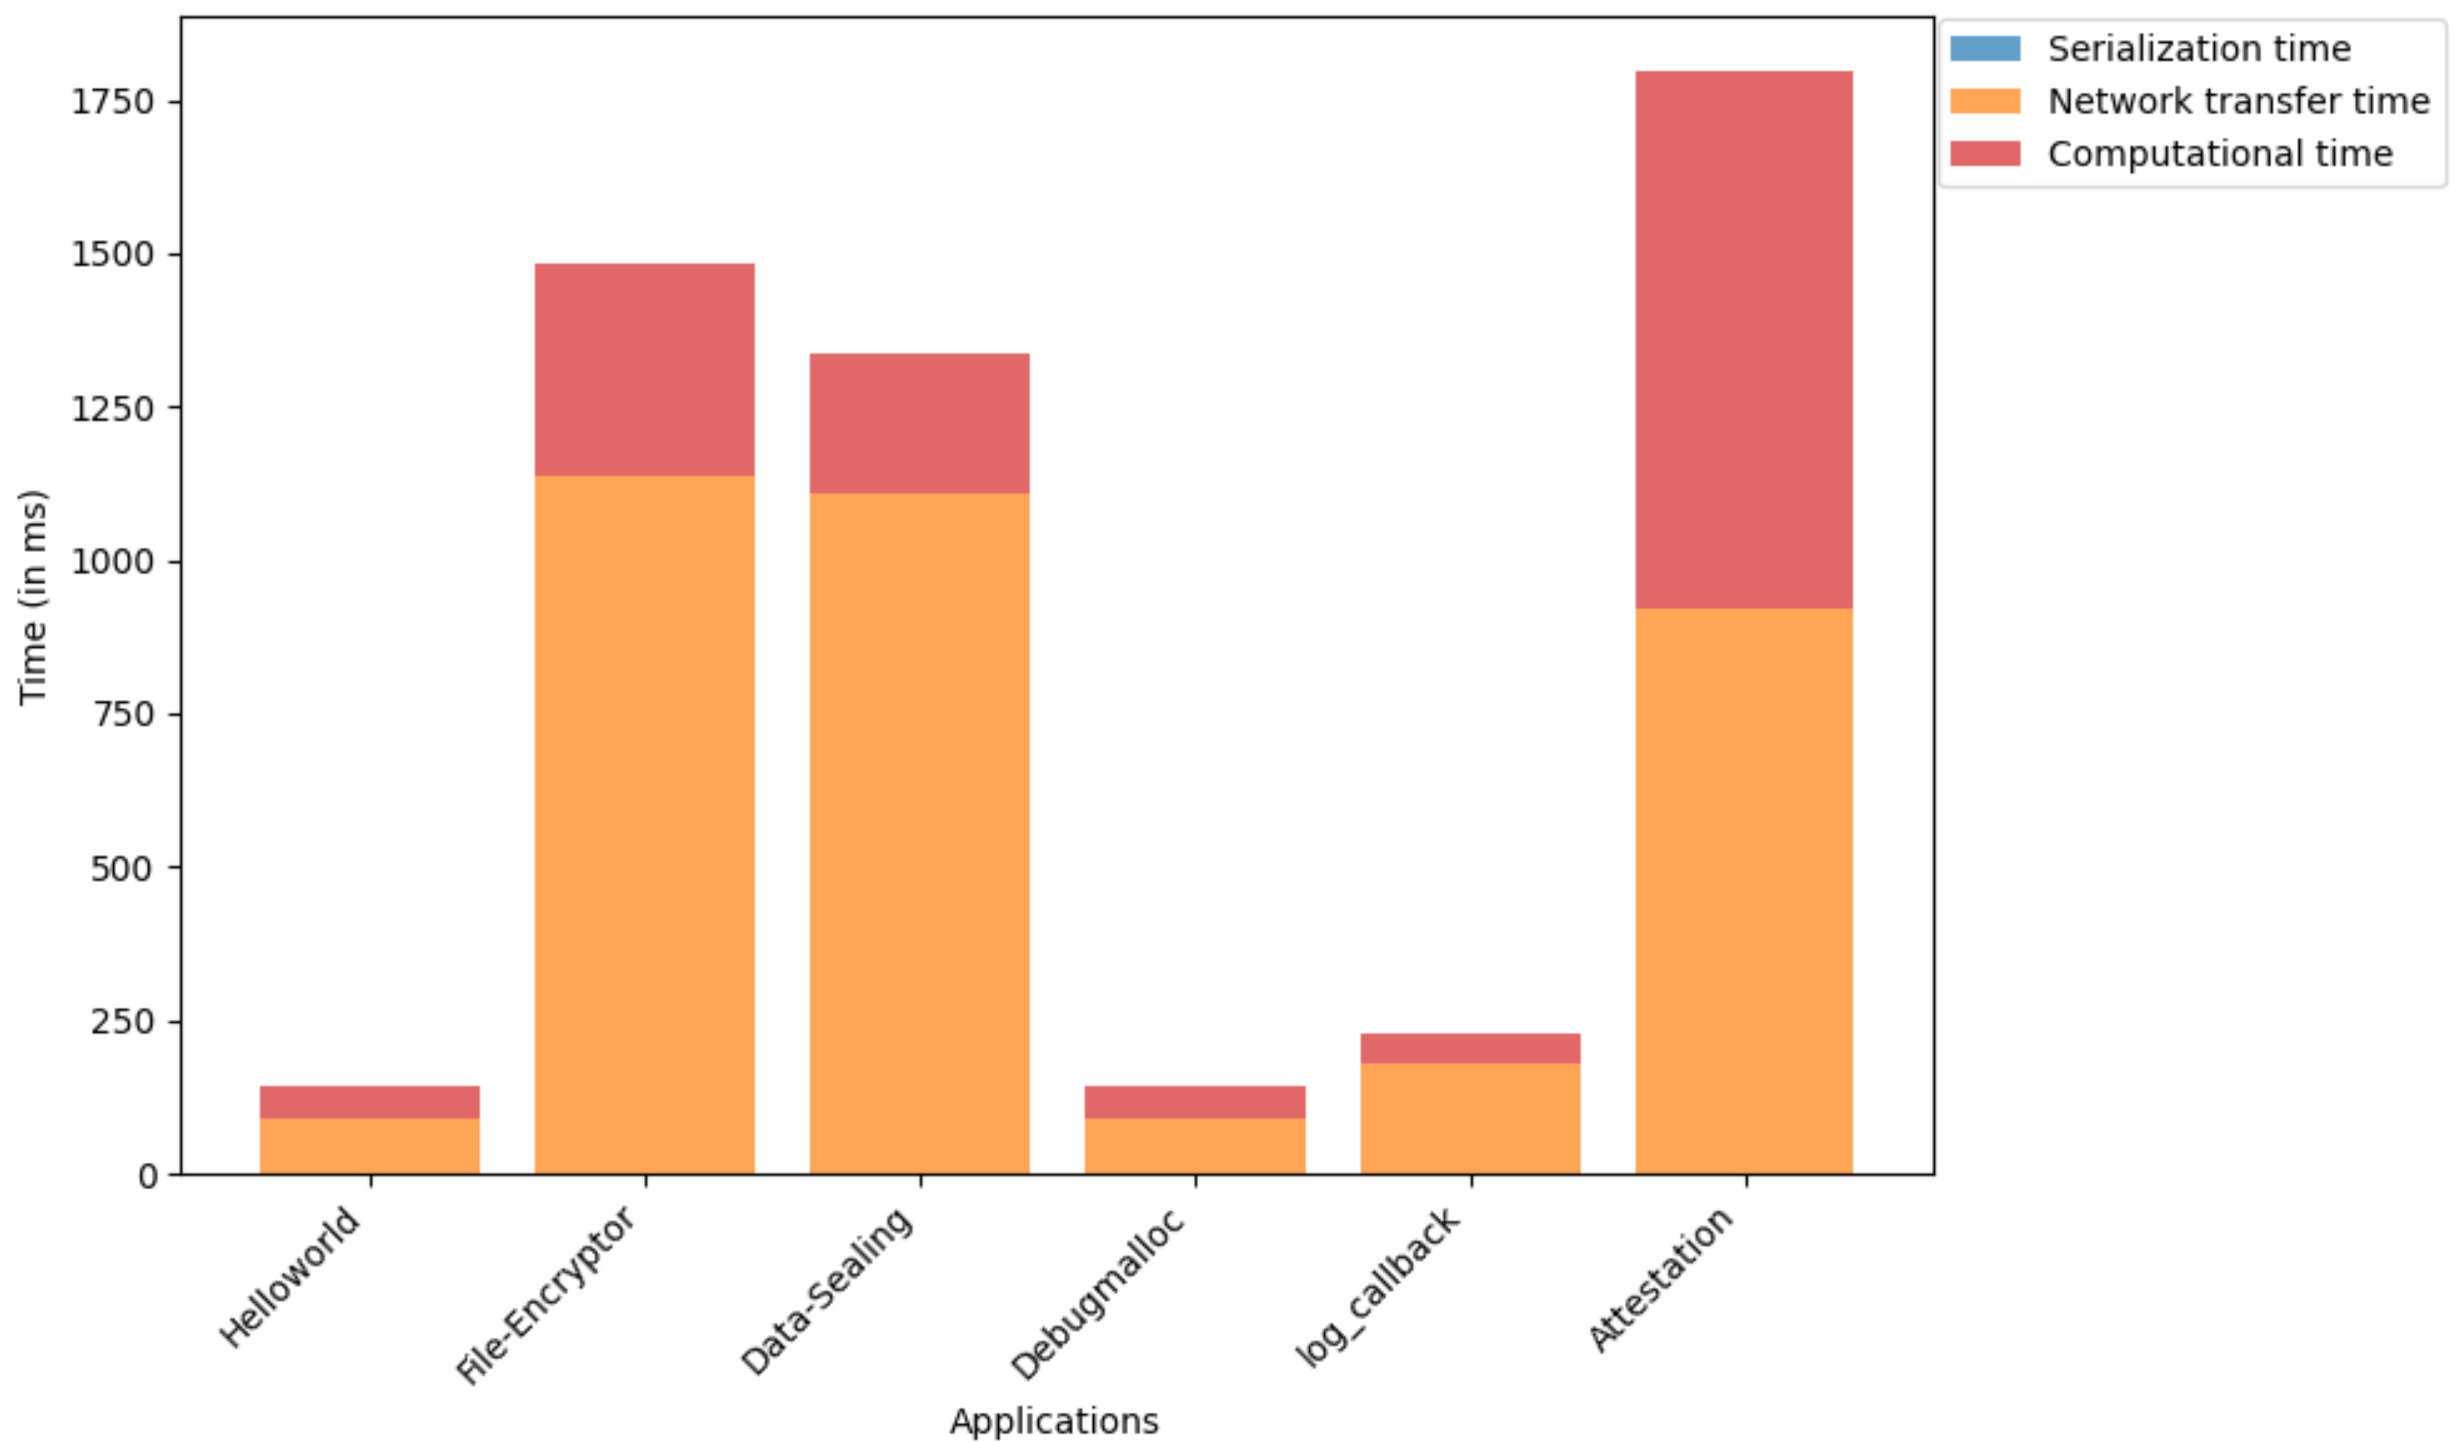 Serialization time
Network transfer time
Computational time
1750
1500
1250
1000
750
500
250
0
Time (in ms)
Helloworld
File-Encryptor
Data-Sealing
Debugmalloc
log_callback
Attestation
Applications